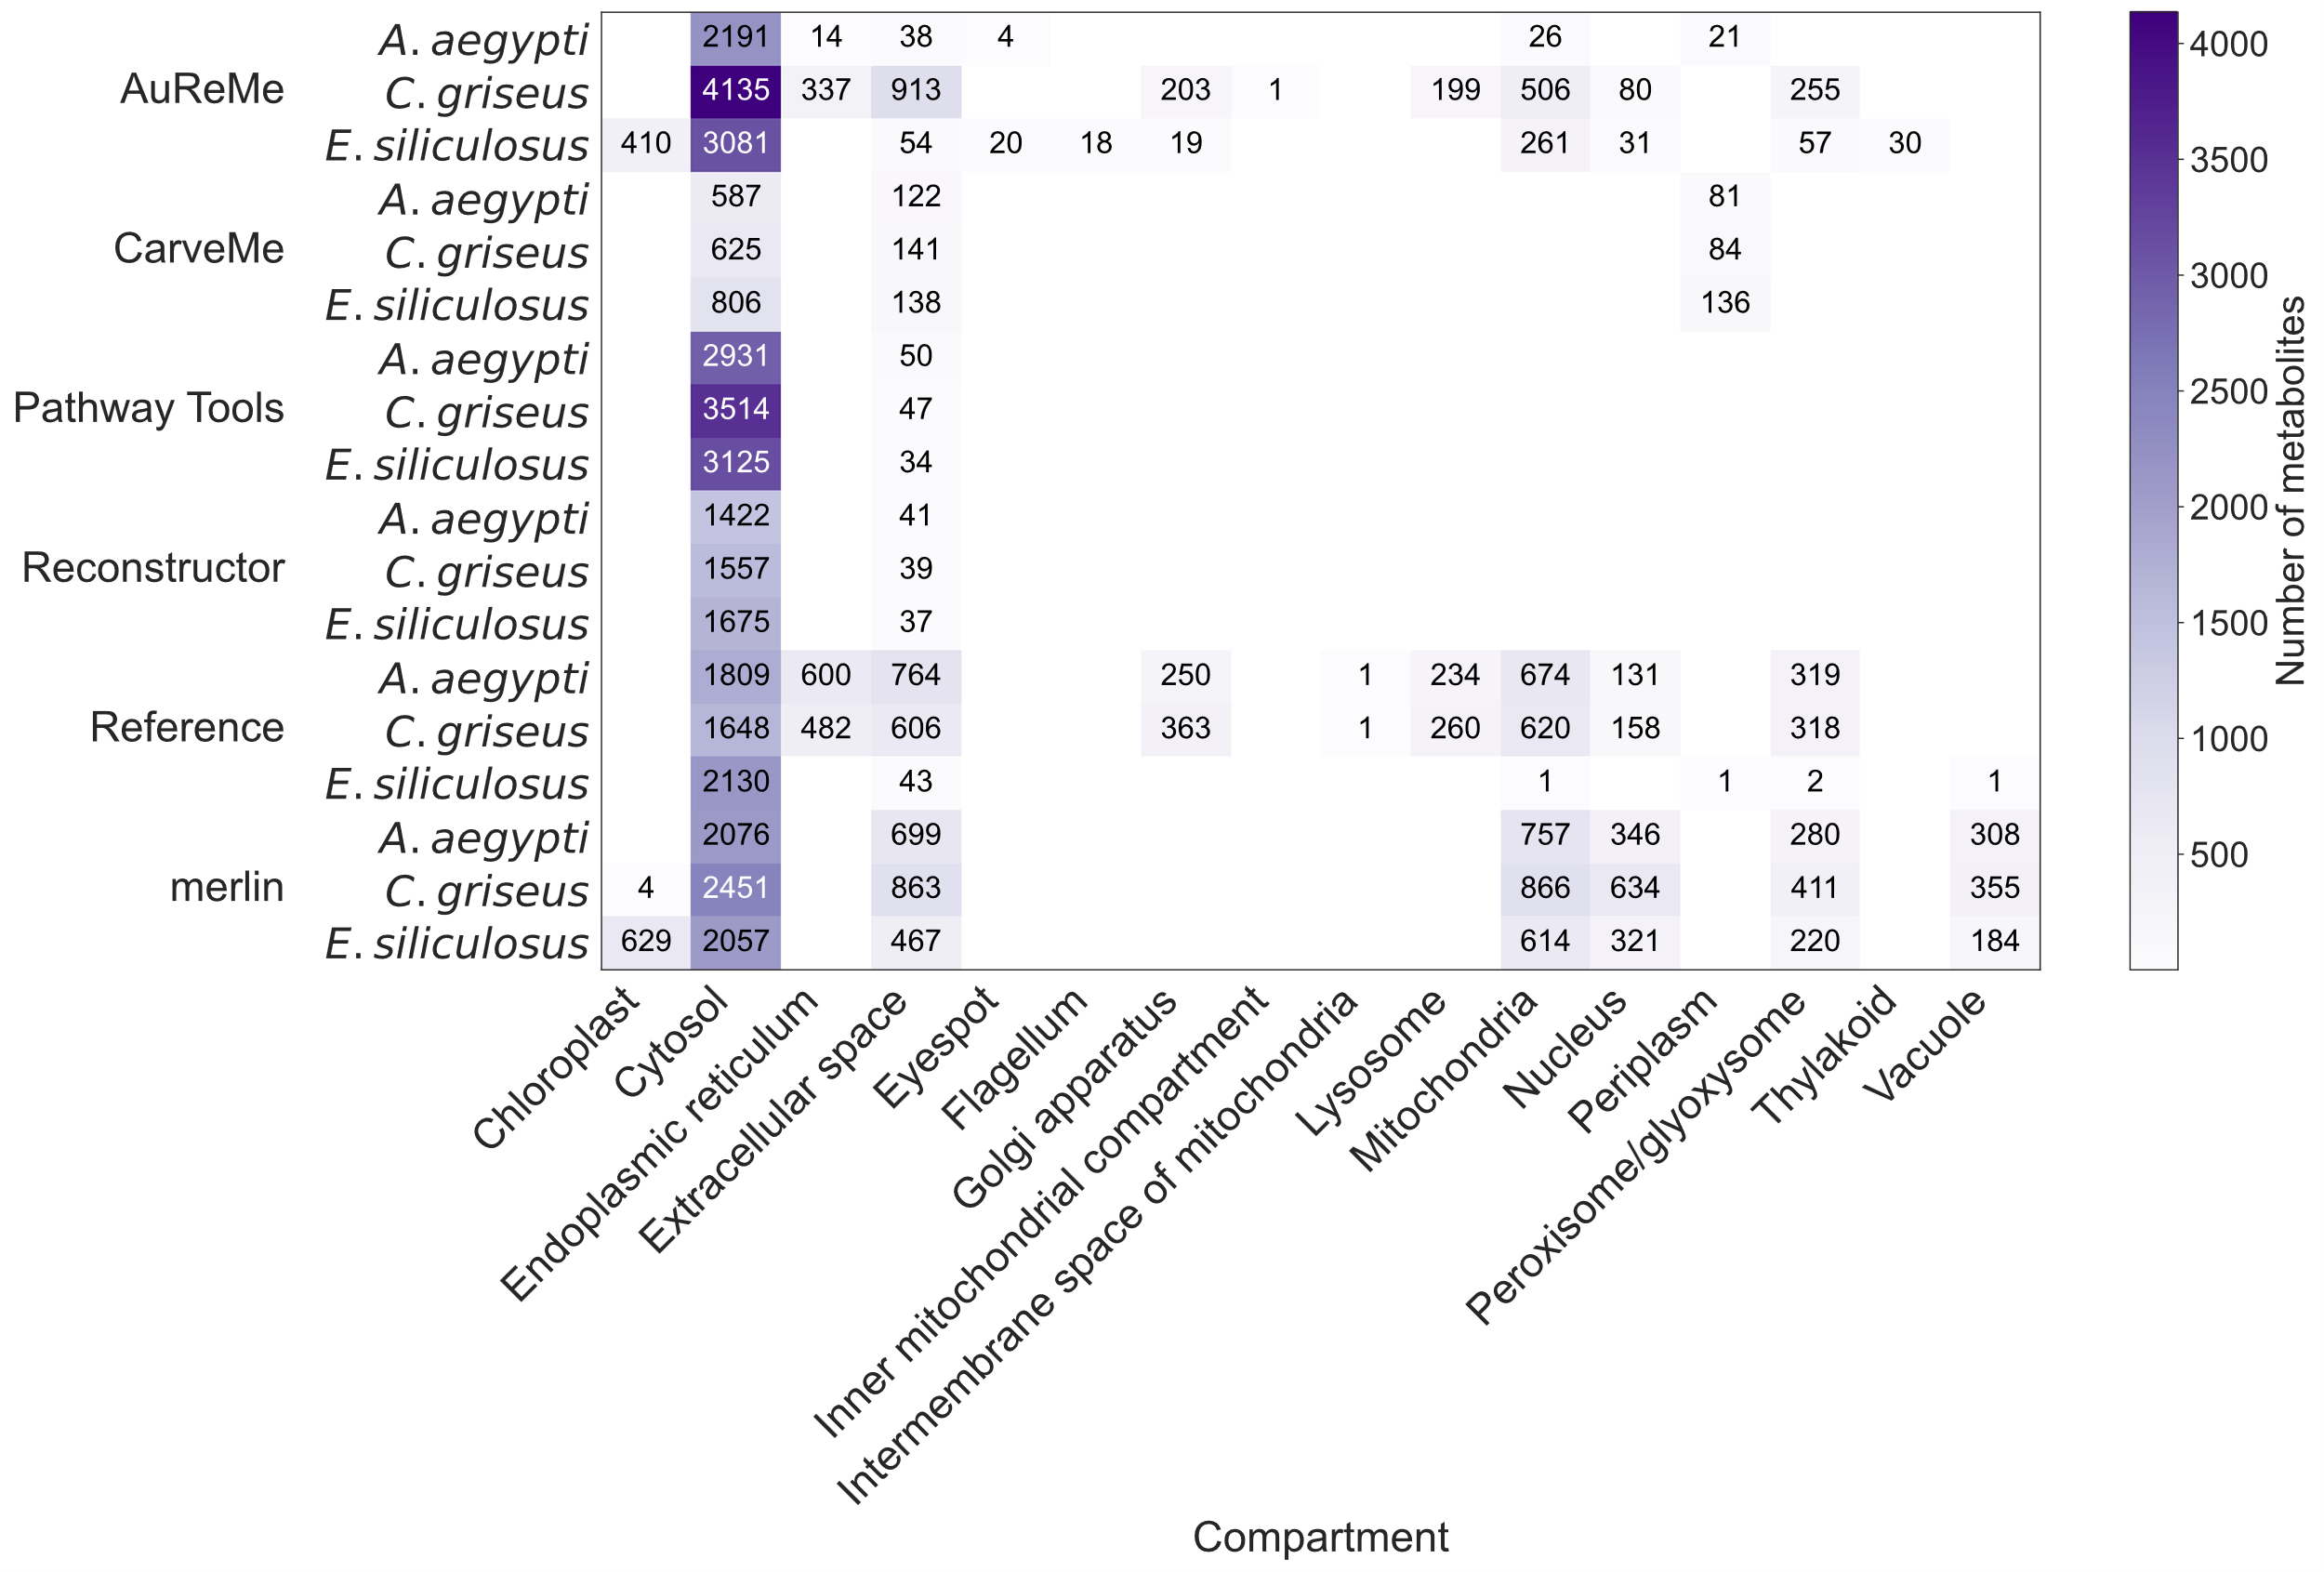 A. aegypti 2191 14 38 4 26 21
AuReMe C. griseus 4135 337 913 203 1 199 506 80 255
E. siliculosus 410 3081 54 20 18 19 261 31 57 30
A. aegypti 587 122 81
CarveMe C. griseus 625 141 84
E. siliculosus 806 138 136
A. aegypti 2931 50
Pathway Tools C. griseus 3514 47
E. siliculosus 3125 34
A. aegypti 1422 41
Reconstructor C. griseus 1557 39
E. siliculosus 1675 37
A. aegypti 1809 600 764 250 1 234 674 131 319
Reference C. griseus 1648 482 606 363 1 260 620 158 318
E. siliculosus 2130 43 1 1 2 1
A. aegypti 2076 699 757 346 280 308
merlin C. griseus 4 2451 863 866 634 411 355
E. siliculosus 629 2057 467 614 321 220 184
Chloroplast
Cytosol
Endoplasmic reticulum
Extracellular space
Eyespot
Flagellum
Golgi apparatus
Inner mitochondrial compartment
Intermembrane space of mitochondria
Lysosome
Mitochondria
Nucleus
Periplasm
Peroxisome/glyoxysome
Thylakoid
Vacuole
Compartment
4000
3500
3000
2500
2000
1500
1000
500
Number of metabolites